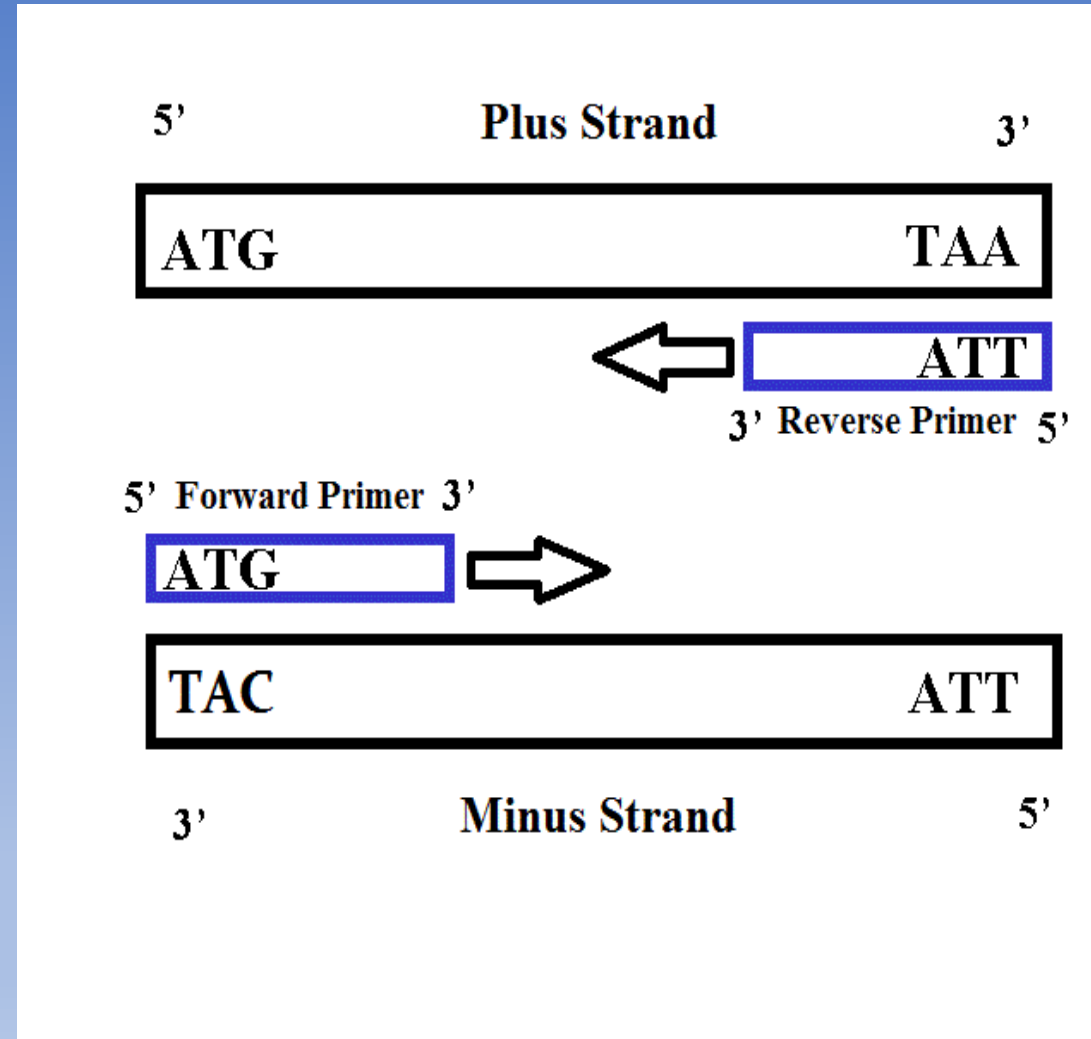 5’ Plus Strand 3’
ATG TAA
ATT
3’ Reverse Primer 5’
5’ Forward Primer 3’
ATG
TAC ATT
3’ Minus Strand 5’